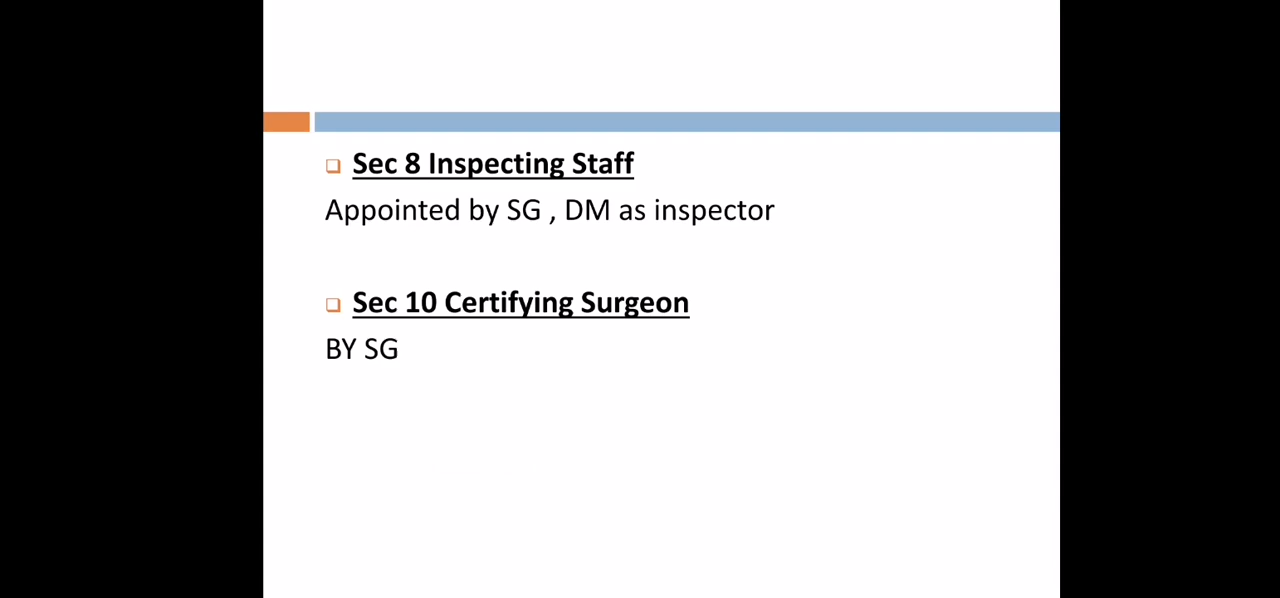 Sec 8 Inspecting Staff
Appointed by SG , DM as inspector
Sec 10 Certifying Surgeon
BY SG